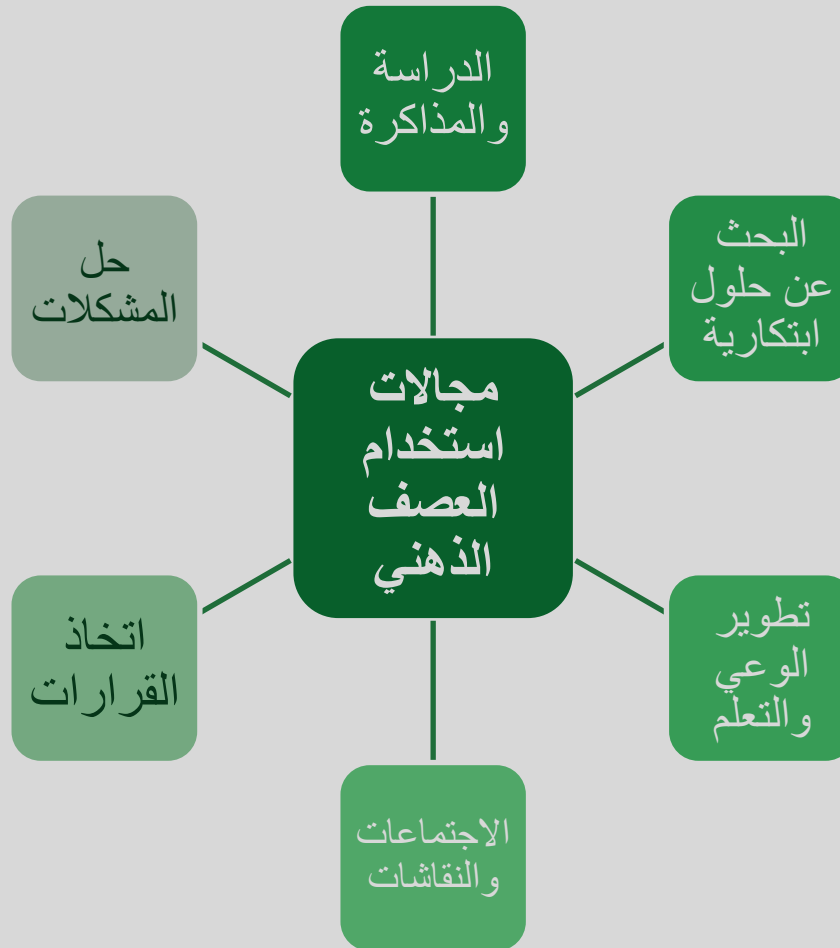 الدراسة
والمذاكرة
البحث
عن حلول
ابتكارية
تطوير
الوعي
والتعلم
الاجتماعات
والنقاشات
اتخاذ
القرارات
حل
المشكلات
مجالات
استخدام
العصف
الذهني